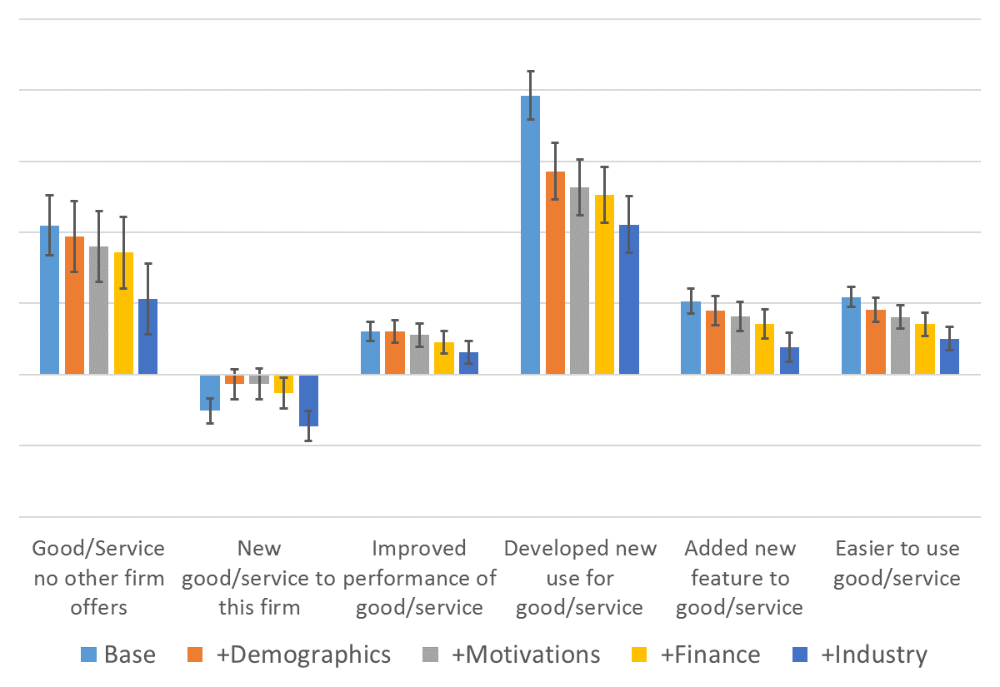 Good/Service
no other firm
offers
New
good/service to
this firm
Improved
performance of
good/service
Developed new
use for
good/service
Added new
feature to
good/service
Easier to use
good/service
Base
+Demographics
+Motivations
+Finance
+Industry